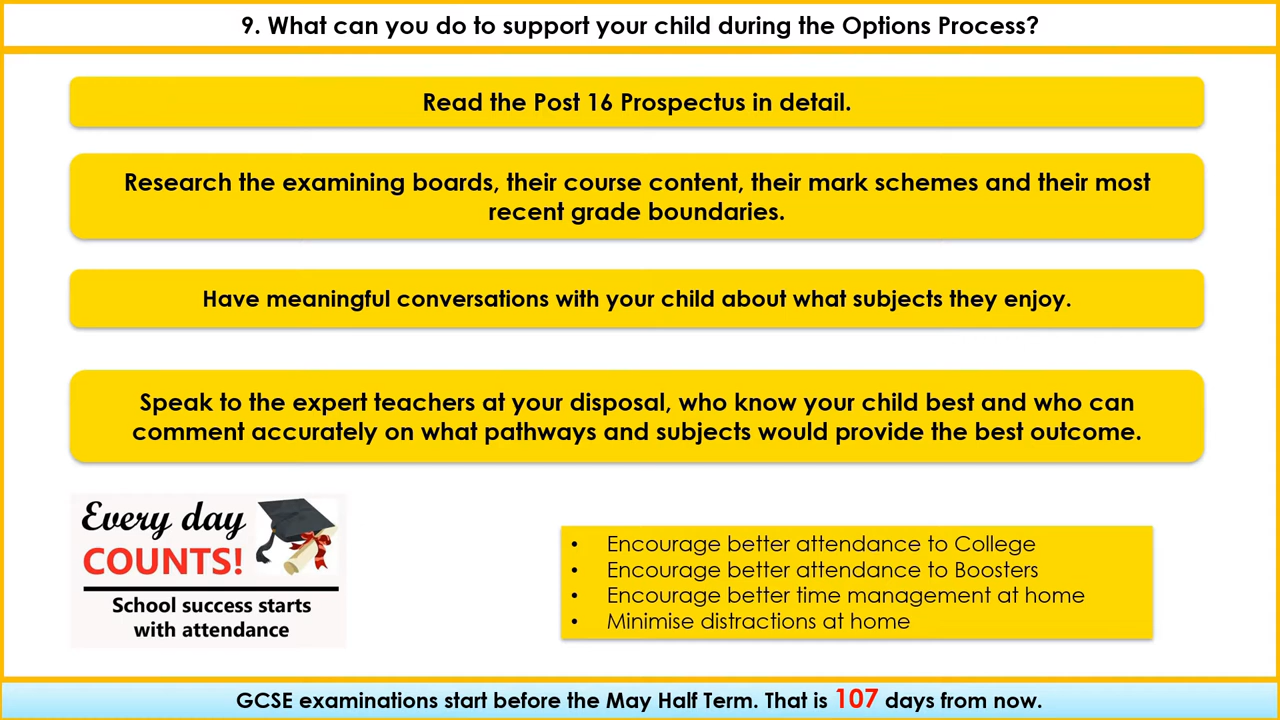 9. What can you do to support your child during the Options Process?
Read the Post 16 Prospectus in detail.
Research the examining boards, their course content, their mark schemes and their most
recent grade boundaries.
Have meaningful conversations with your child about what subjects they enjoy.
Speak to the expert teachers at your disposal, who know your child best and who can
comment accurately on what pathways and subjects would provide the best outcome.
Every day
COUNTS!
School success starts
with attendance
• Encourage better attendance to College
• Encourage better attendance to Boosters
• Encourage better time management at home
• Minimise distractions at home
GCSE examinations start before the May Half Term. That is 107 days from now.